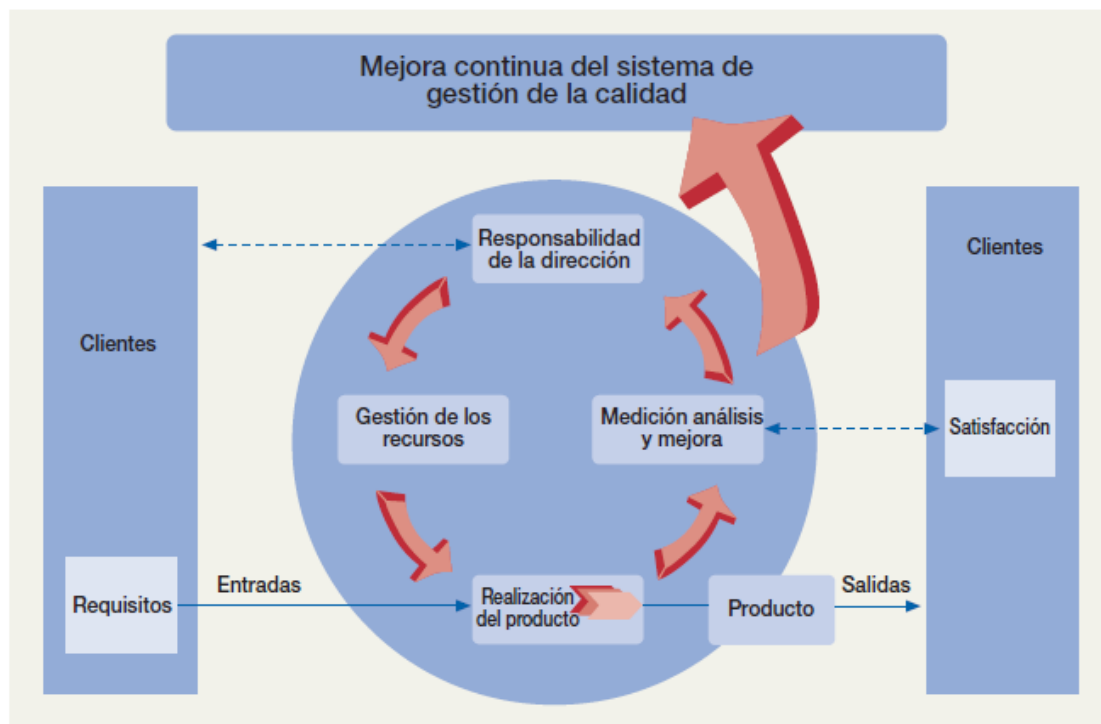 Mejora continua del sistema de
gestión de la calidad
Responsabilidad
de la dirección
Clientes
Clientes
Gestión de los
recursos
Medición análisis
y mejora
Satisfacción
Requisitos
Entradas
Realización
del producto
Producto
Salidas